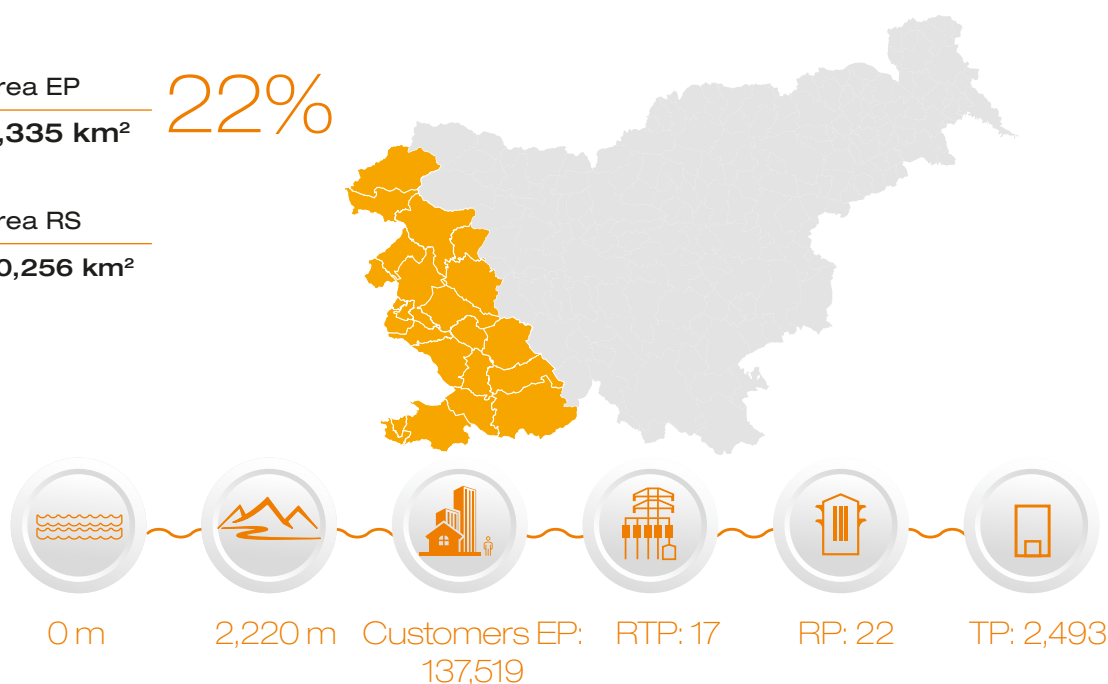 rea EP
,335 km²
22%
rea RS
0,256 km²
0 m
2,220 m
Customers EP:
137,519
RTP: 17
RP: 22
TP: 2,493